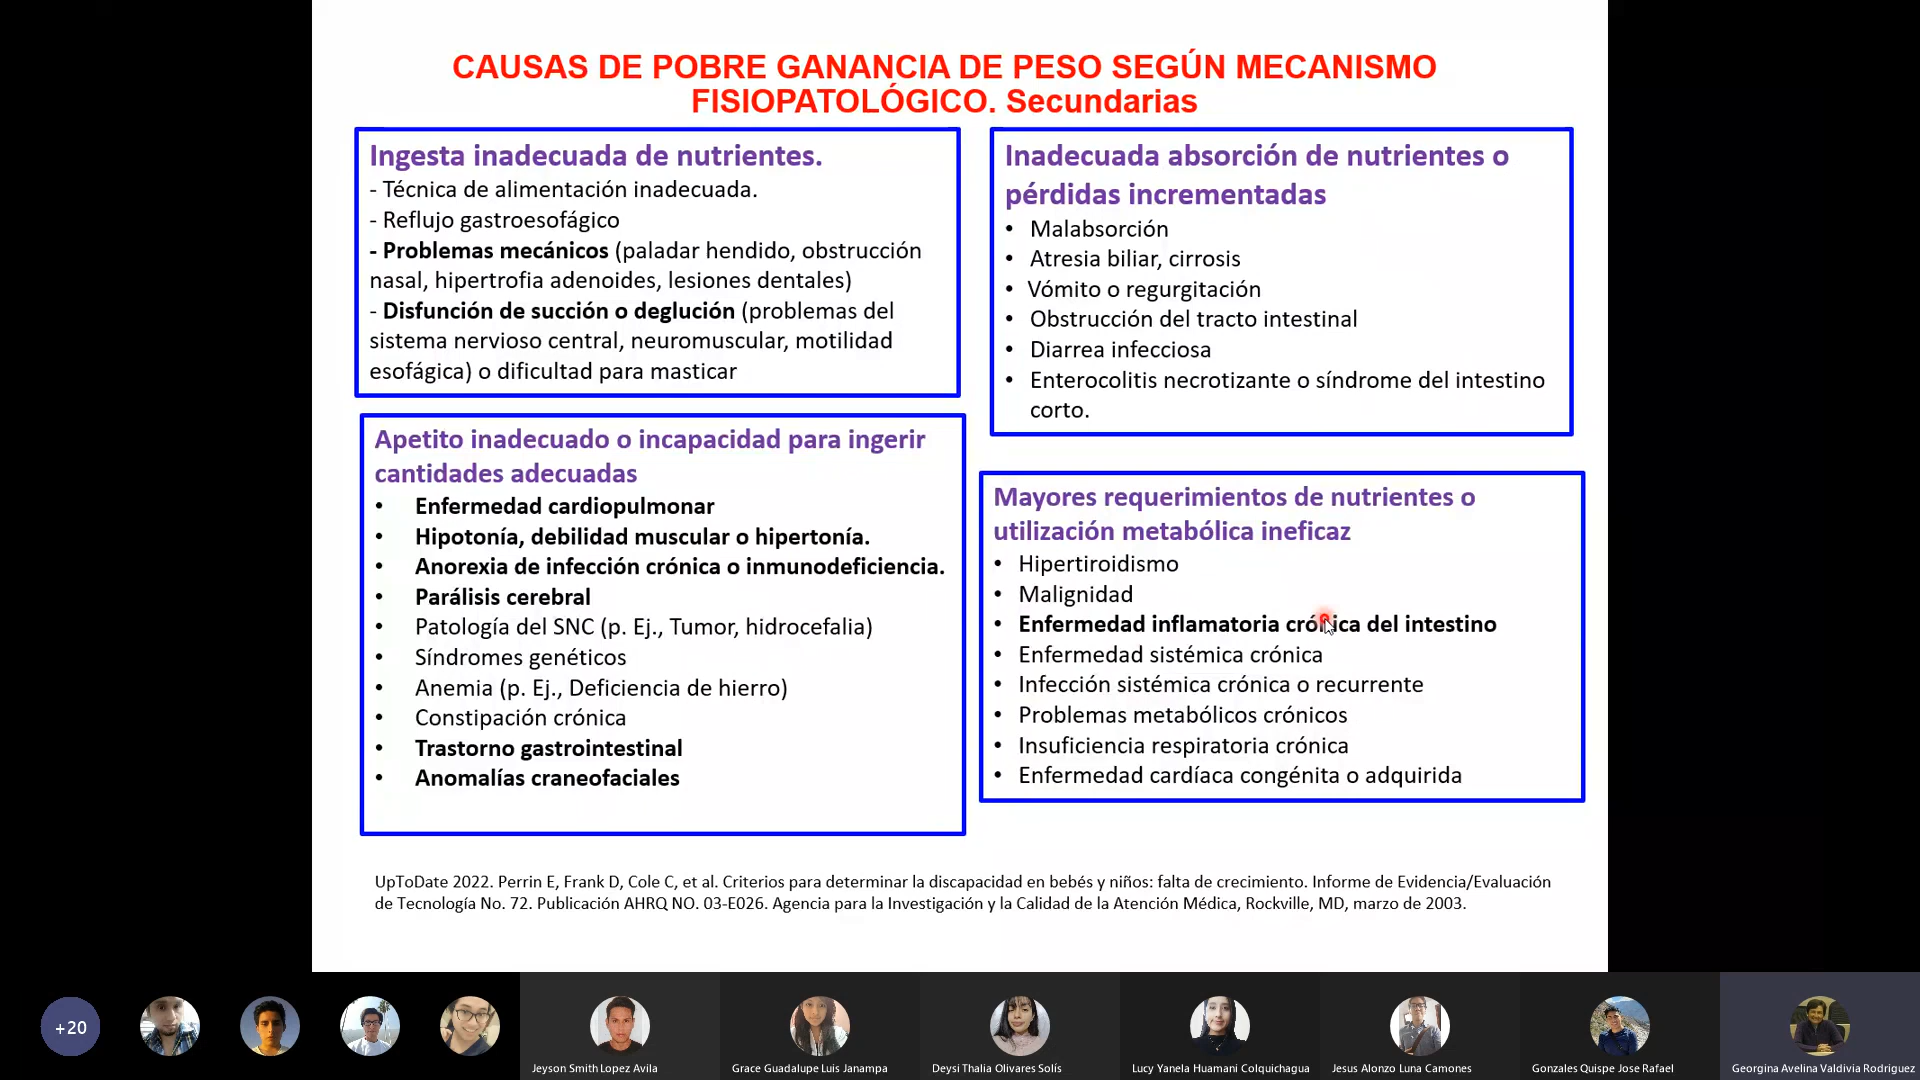 CAUSAS DE POBRE GANANCIA DE PESO SEGÚN MECANISMO
FISIOPATOLÓGICO. Secundarias
Ingesta inadecuada de nutrientes.
- Técnica de alimentación inadecuada.
- Reflujo gastroesofágico
- Problemas mecánicos (paladar hendido, obstrucción
nasal, hipertrofia adenoides, lesiones dentales)
- Disfunción de succión o deglución (problemas del
sistema nervioso central, neuromuscular, motilidad
esofágica) o dificultad para masticar
Inadecuada absorción de nutrientes o
pérdidas incrementadas
• Malabsorción
• Atresia biliar, cirrosis
• Vómito o regurgitación
• Obstrucción del tracto intestinal
• Diarrea infecciosa
• Enterocolitis necrotizante o síndrome del intestino
corto.
Apetito inadecuado o incapacidad para ingerir
cantidades adecuadas
• Enfermedad cardiopulmonar
• Hipotonía, debilidad muscular o hipertonía.
• Anorexia de infección crónica o inmunodeficiencia.
• Parálisis cerebral
• Patología del SNC (p. Ej., Tumor, hidrocefalia)
• Síndromes genéticos
• Anemia (p. Ej., Deficiencia de hierro)
• Constipación crónica
• Trastorno gastrointestinal
• Anomalías craneofaciales
Mayores requerimientos de nutrientes o
utilización metabólica ineficaz
• Hipertiroidismo
• Malignidad
• Enfermedad inflamatoria crónica del intestino
• Enfermedad sistémica crónica
• Infección sistémica crónica o recurrente
• Problemas metabólicos crónicos
• Insuficiencia respiratoria crónica
• Enfermedad cardíaca congénita o adquirida
UpToDate 2022. Perrin E, Frank D, Cole C, et al. Criterios para determinar la discapacidad en bebés y niños: falta de crecimiento. Informe de Evidencia/Evaluación
de Tecnología No. 72. Publicación AHRQ NO. 03-E026. Agencia para la Investigación y la Calidad de la Atención Médica, Rockville, MD, marzo de 2003.
+20
Jeyson Smith Lopez Avila
Grace Guadalupe Luis Janampa
Deysi Thalia Olivares Solís
Lucy Yanela Huamani Colquichagua
Jesus Alonzo Luna Camones
Gonzales Quispe Jose Rafael
Georgina Avelina Valdivia Rodriguez